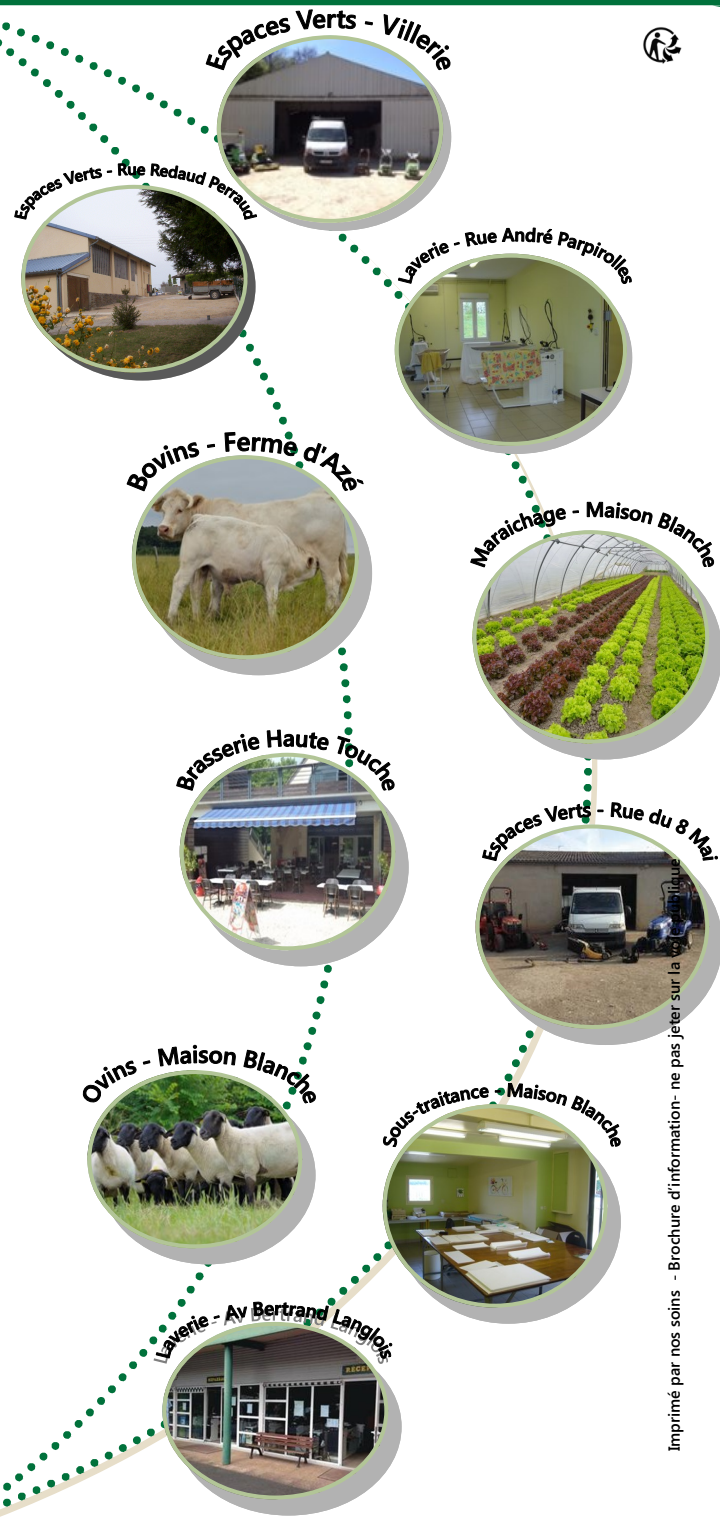 Espaces Verts - Villerie
Espaces Verts - Rue Redaud Perraud
Laverie - Rue André Parpirolles
Bovins - Ferme d'Azé
Maraichage - Maison Blanche
Brasserie Haute Touche
Espaces Verts - Rue du 8 Mai
Ovins - Maison Blanche
Sous-traitance - Maison Blanche
Laverie - Av Bertrand Langlois
Imprimé par nos soins - Brochure d'information- ne pas jeter sur la voie publique